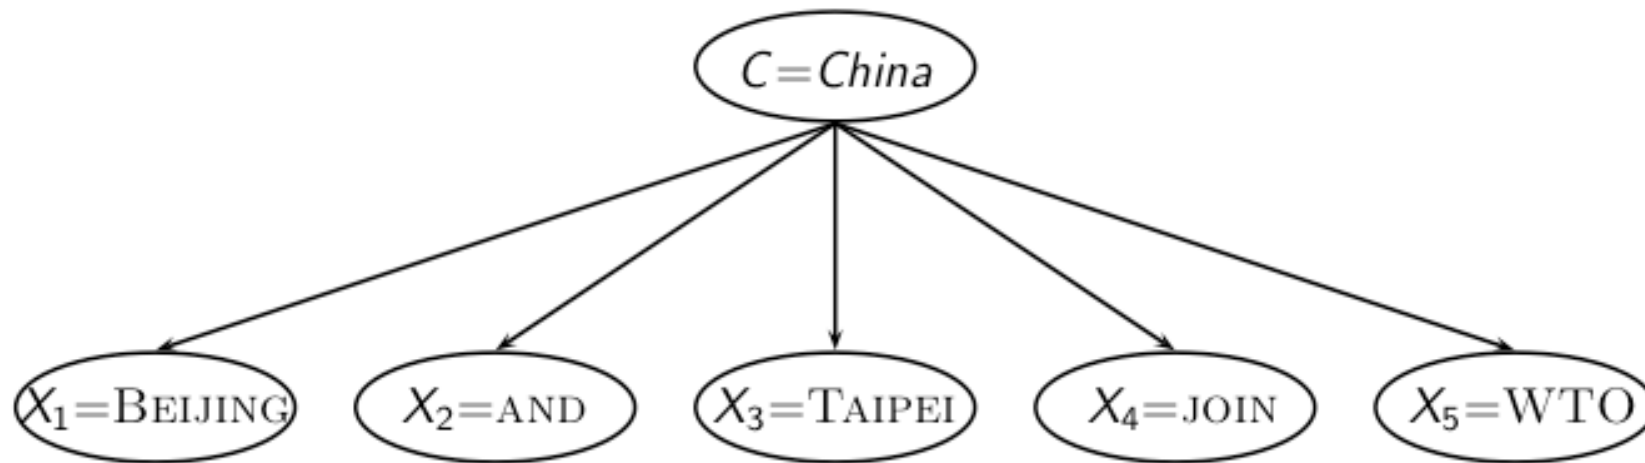 C=China
X₁=BEIJING
X₂=AND
X₃=TAIPEI
X₄=JOIN
X₅=WTO